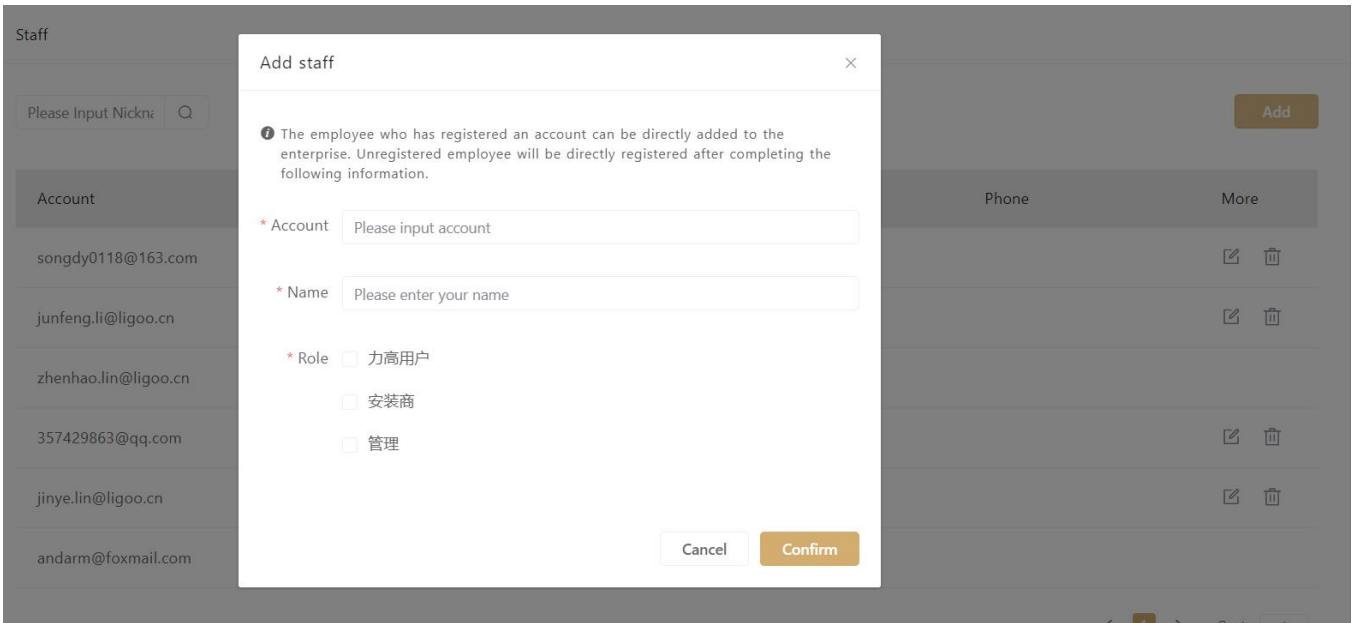 Staff
Add staff
Please Input Nickna
Add
The employee who has registered an account can be directly added to the
enterprise. Unregistered employee will be directly registered after completing the
following information.
Account
Phone
More
* Account
Please input account
songdy0118@163.com
* Name
Please enter your name
junfeng.li@ligoo.cn
* Role
力高用户
zhenhao.lin@ligoo.cn
安装商
357429863@qq.com
管理
jinye.lin@ligoo.cn
Cancel
Confirm
andarm@foxmail.com